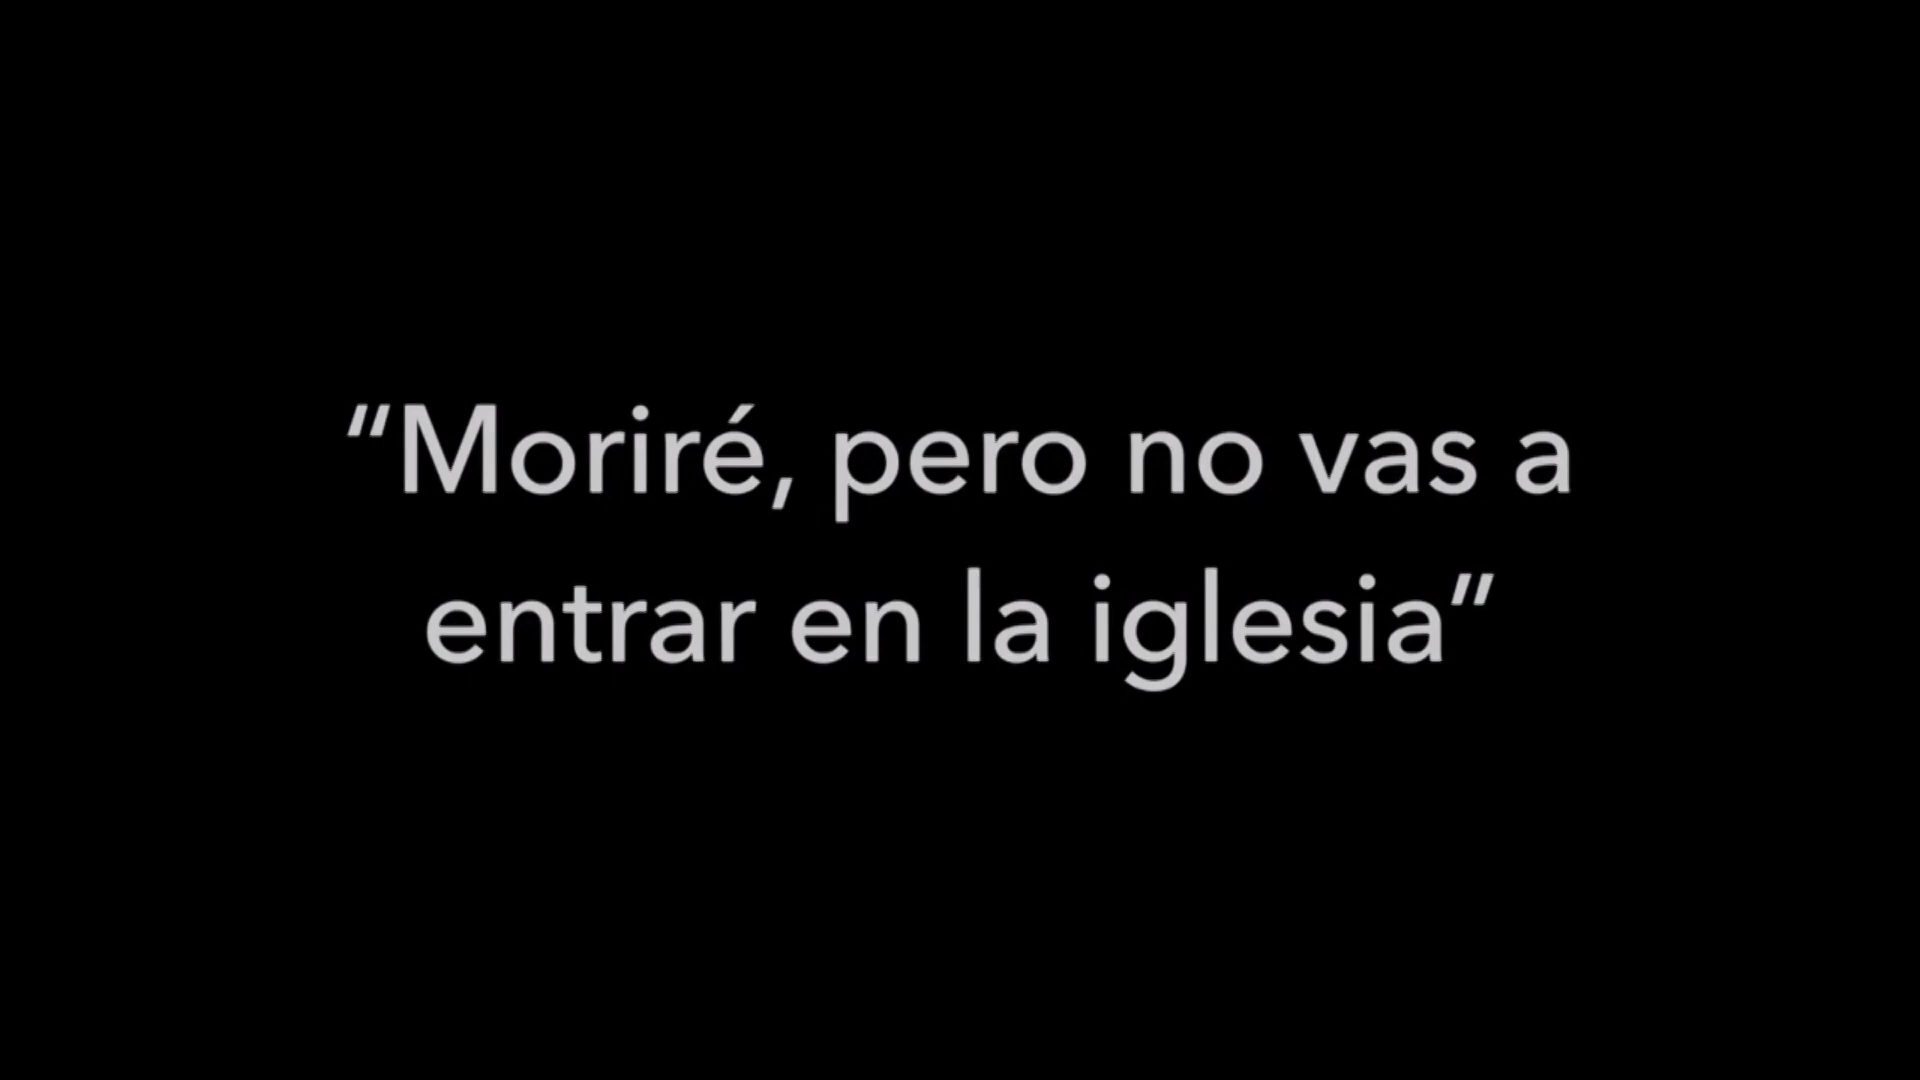 “Moriré, pero no vas a
entrar en la iglesia”